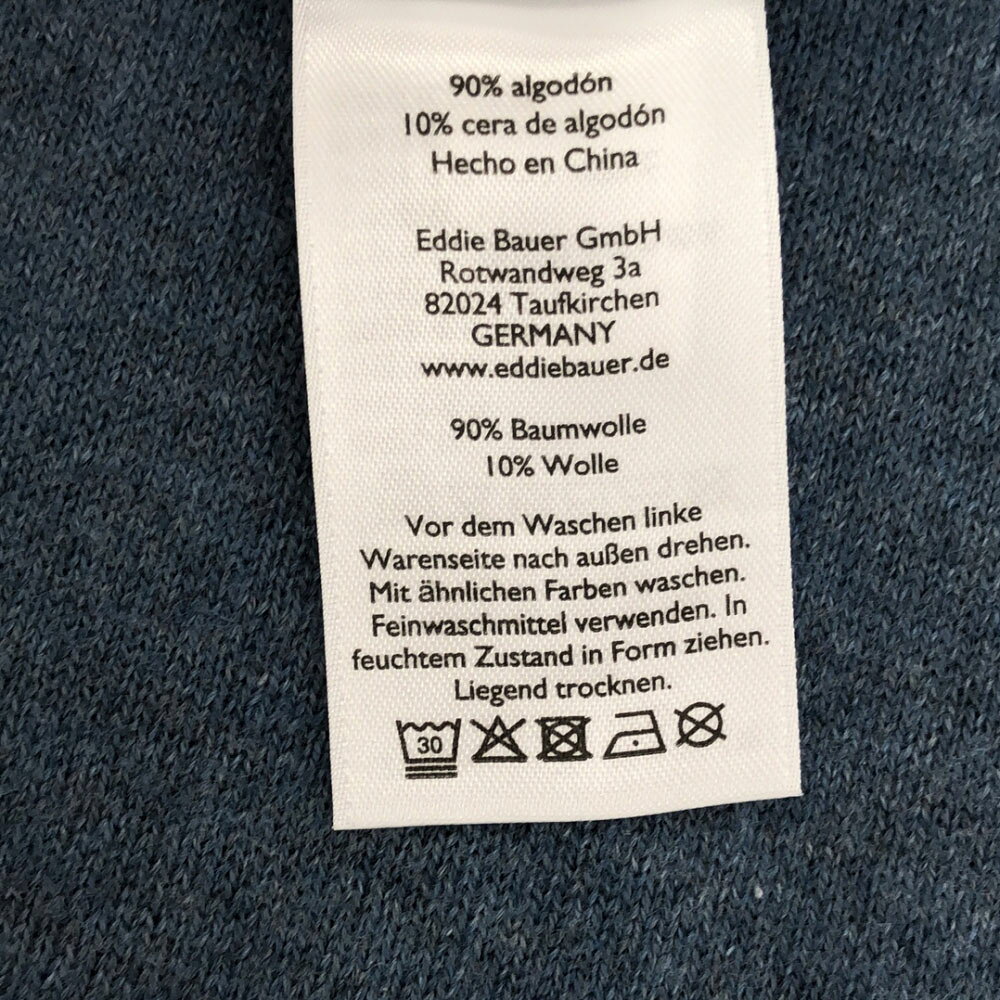 90% algodón
10% cera de algodón
Hecho en China
Eddie Bauer GmbH
Rotwandweg 3a
82024 Taufkirchen
GERMANY
www.eddiebauer.de
90% Baumwolle
10% Wolle
Vor dem Waschen linke
Warenseite nach außen drehen.
Mit ähnlichen Farben waschen.
Feinwaschmittel verwenden. In
feuchtem Zustand in Form ziehen.
Liegend trocknen.
30